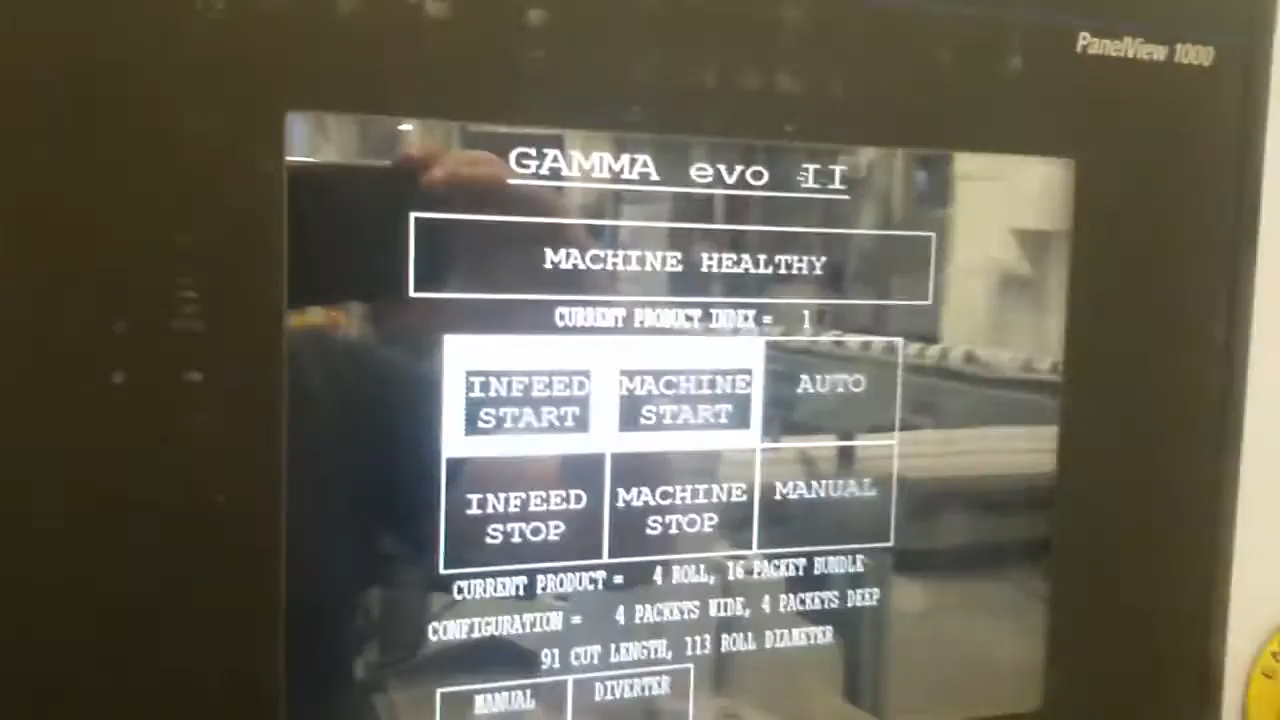 PanelView 1000
GAMMA evo II
MACHINE HEALTHY
CURRENT PRODUCT INDEX = 1
INFEED START
MACHINE START
AUTO
INFEED STOP
MACHINE STOP
MANUAL
CURRENT PRODUCT = 4 ROLL, 16 PACKET BUNDLE
CONFIGURATION = 4 PACKETS WIDE, 4 PACKETS DEEP
91 CUT LENGTH, 113 ROLL DIAMETER
MANUAL
DIVERTER